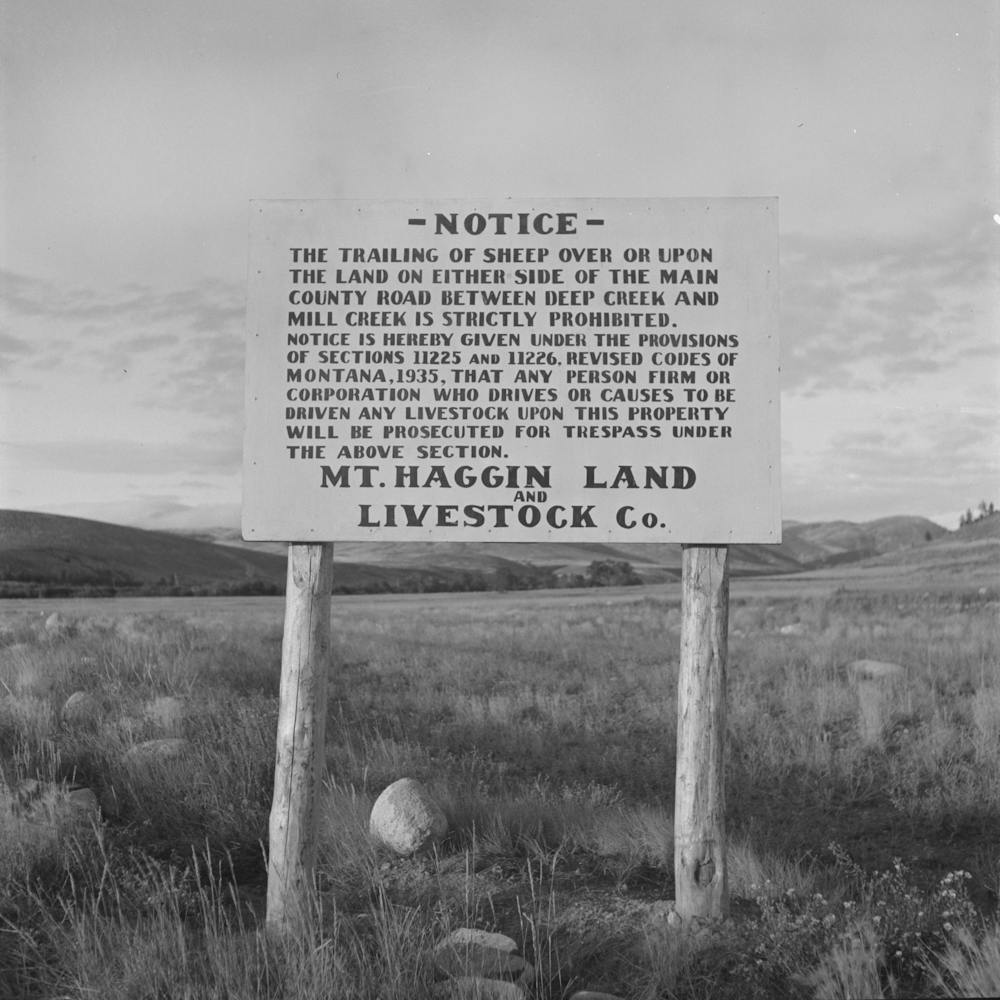 -NOTICE-
THE TRAILING OF SHEEP OVER OR UPON
THE LAND ON EITHER SIDE OF THE MAIN
COUNTY ROAD BETWEEN DEEP CREEK AND
MILL CREEK IS STRICTLY PROHIBITED.
NOTICE IS HEREBY GIVEN UNDER THE PROVISIONS
OF SECTIONS 11225 AND 11226. REVISED CODES OF
MONTANA, 1935, THAT ANY PERSON FIRM OR
CORPORATION WHO DRIVES OR CAUSES TO BE
DRIVEN ANY LIVESTOCK UPON THIS PROPERTY
WILL BE PROSECUTED FOR TRESPASS UNDER
THE ABOVE SECTION.
MT. HAGGIN LAND
AND
LIVESTOCK Co.